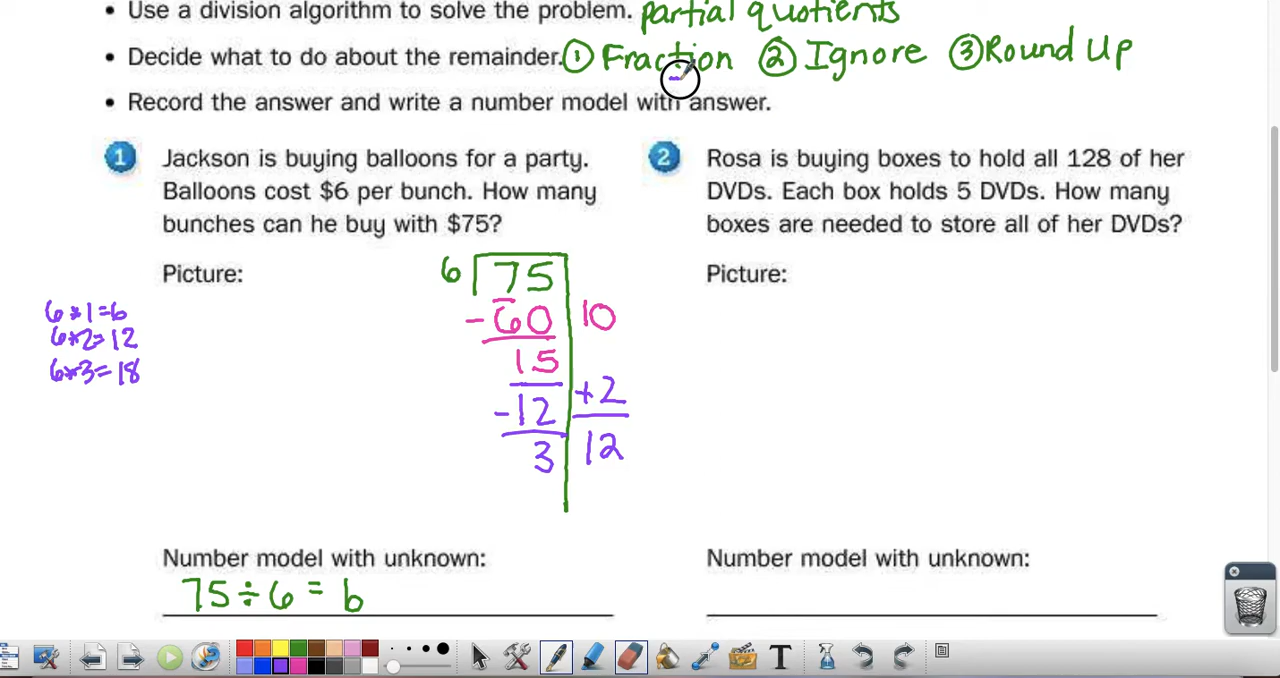 • Use a division algorithm to solve the problem. partial quotients
• Decide what to do about the remainder. ① Fraction ② Ignore ③ Round Up
• Record the answer and write a number model with answer.
1 Jackson is buying balloons for a party.
Balloons cost $6 per bunch. How many
bunches can he buy with $75?
Picture:
6 75
-60 10
15
-12 +2
3 12
6*1=6
6*2=12
6*3=18
Number model with unknown:
75÷6=b
2 Rosa is buying boxes to hold all 128 of her
DVDs. Each box holds 5 DVDs. How many
boxes are needed to store all of her DVDs?
Picture:
Number model with unknown:
T